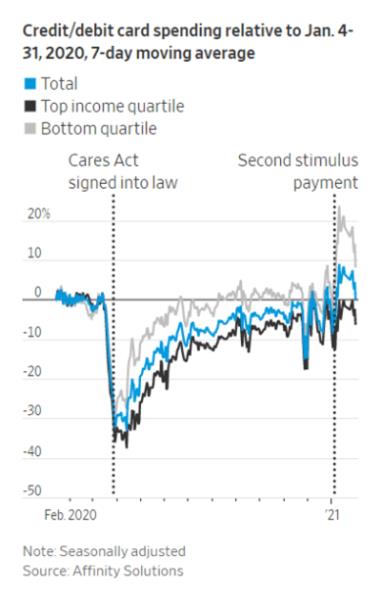 Credit/debit card spending relative to Jan. 4-
31, 2020, 7-day moving average
Total
Top income quartile
Bottom quartile
Cares Act
signed into law
Second stimulus
payment
20%
10
0
-10
-20
-30
-40
-50
Feb. 2020
'21
Note: Seasonally adjusted
Source: Affinity Solutions